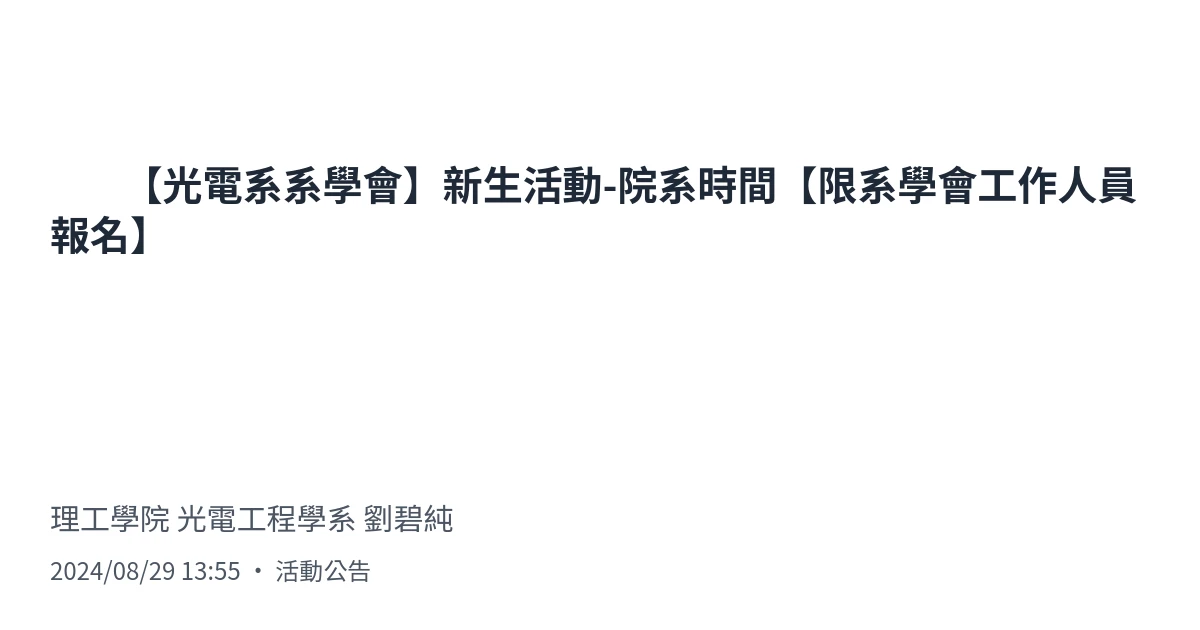 【光電系系學會】新生活動-院系時間【限系學會工作人員
報名】
理工學院 光電工程學系 劉碧純
2024/08/29 13:55 • 活動公告